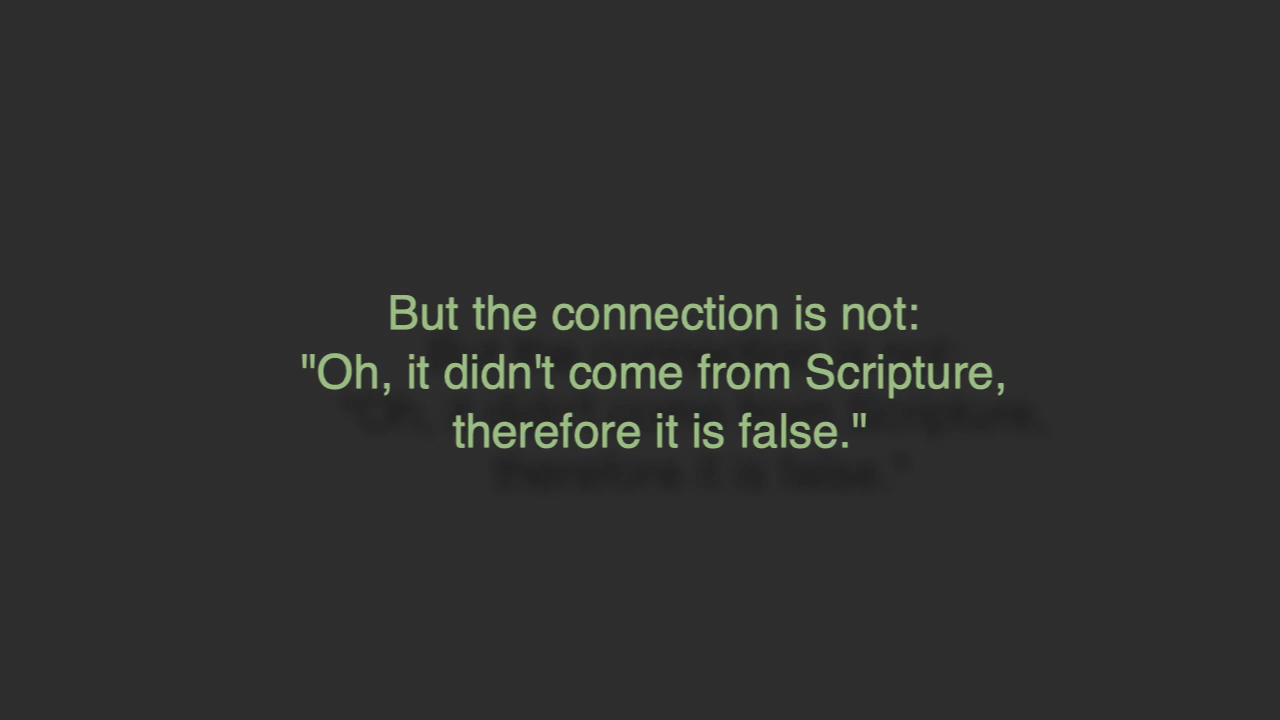 But the connection is not:
"Oh, it didn't come from Scripture,
therefore it is false."